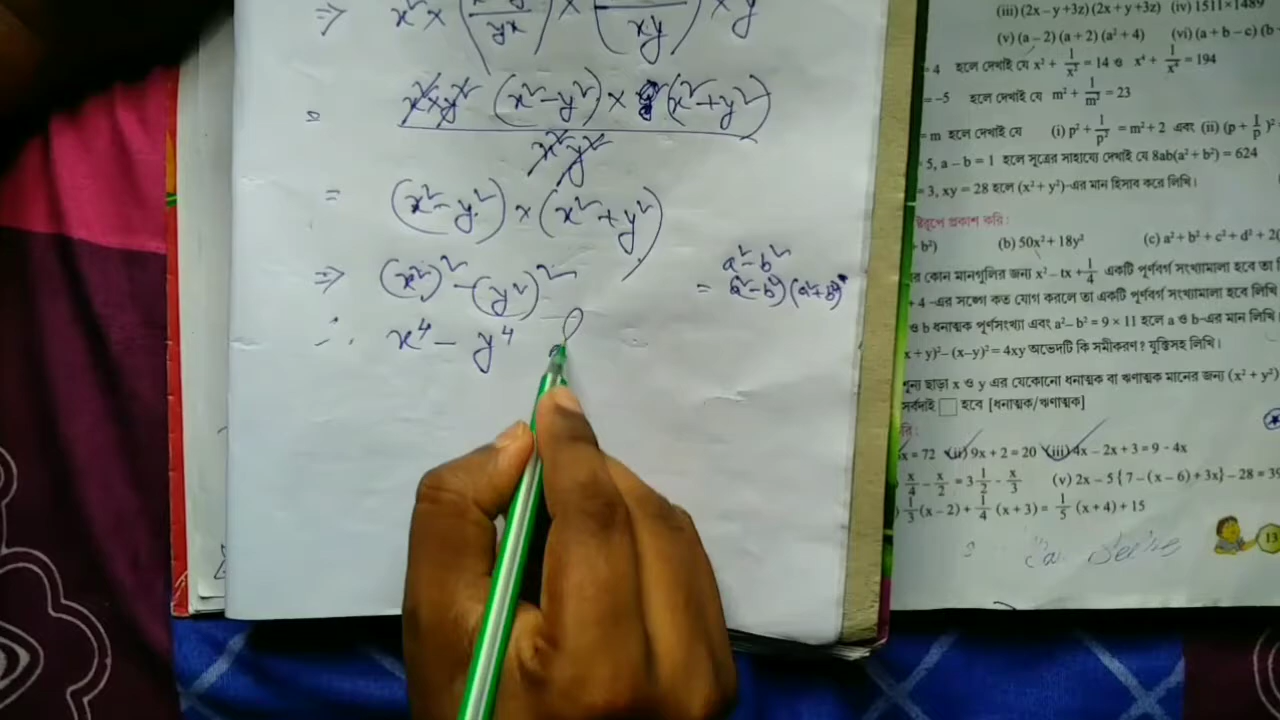 =
x²×y² (x²−y²) × (x²+y²)
x²y²
= (x²−y²) × (x²+y²)
⇒ (x²)² − (y²)²
∴ x⁴ − y⁴
a²−b²
= (a²+b²)
(iii) (2x−y+3z) (2x+y+3z) (iv) 1511×1489
(v) (a−2) (a+2) (a²+4) (vi) (a+b−c) (b
= 4 হলে দেখাই যে x² + 1/x² = 14 ও x⁴ + 1/x⁴ = 194
= −5 হলে দেখাই যে m² + 1/m² = 23
= m হলে দেখাই যে (i) p² + 1/p² = m²+2 এবং (ii) (p + 1/p)²
5, a − b = 1 হলে সূত্রের সাহায্যে দেখাই যে 8ab(a² + b²) = 624
= 3, xy = 28 হলে (x² + y²)-এর মান হিসাব করে লিখি।
প্রকাশ করি :
b²) (b) 50x² + 18y² (c) a² + b² + c² + d² + 2(
কোন মানগুলির জন্য x² − tx + 1/4 একটি পূর্ণবর্গ সংখ্যামালা হবে তা
+ 4 −এর সঙ্গে কত যোগ করলে তা একটি পূর্ণবর্গ সংখ্যামালা হবে লিখি
ও b ধনাত্মক পূর্ণসংখ্যা এবং a² − b² = 9 × 11 হলে a ও b-এর মান লিখি
x + y)² − (x−y)² = 4xy অভেদটি কি সমীকরণ? যুক্তিসহ লিখি।
শূন্য ছাড়া x ও y এর যেকোনো ধনাত্মক বা ঋণাত্মক মানের জন্য (x² + y²)
সর্বদাই □ হবে [ধনাত্মক/ঋণাত্মক]
x = 72 (ii) 9x + 2 = 20 (iii) 4x − 2x + 3 = 9 − 4x
x/4 − x/2 = 3 1/2 − x/3 (v) 2x − 5 { 7 − (x − 6) + 3x} − 28 = 39
1/3 (x − 2) + 1/4 (x + 3) = 1/5 (x + 4) + 15
13